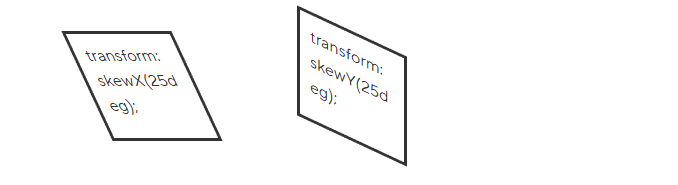 transform:
skewX(25d
eg);
transform:
skewY(25d
eg);